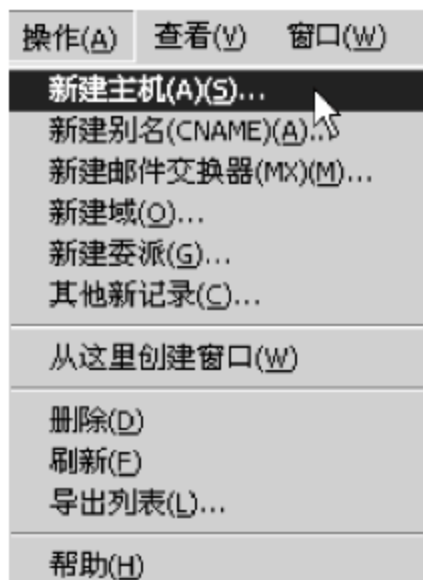 操作(A) 查看(V) 窗口(W)
新建主机(A)(S)...
新建别名(CNAME)(A)...
新建邮件交换器(MX)(M)...
新建域(O)...
新建委派(G)...
其他新记录(C)...
从这里创建窗口(W)
删除(D)
刷新(F)
导出列表(L)...
帮助(H)